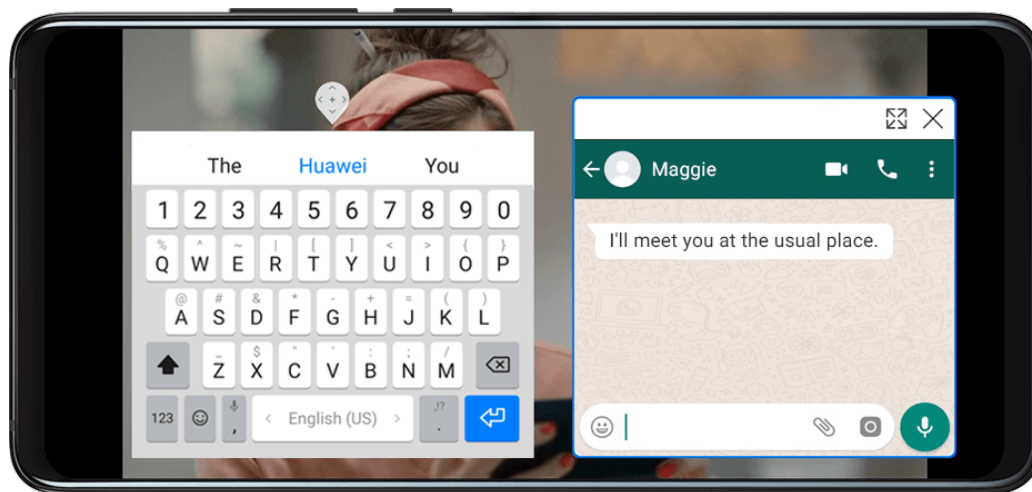 The Huawei You
1 2 3 4 5 6 7 8 9 0
% ^ ~ | [ ] < > { }
Q W E R T Y U I O P
@ # & * - + = ( )
A S D F G H J K L
_ $ " ' : ; /
Z X C V B N M
123 , < English (US) > ,!? .
Maggie
I'll meet you at the usual place.